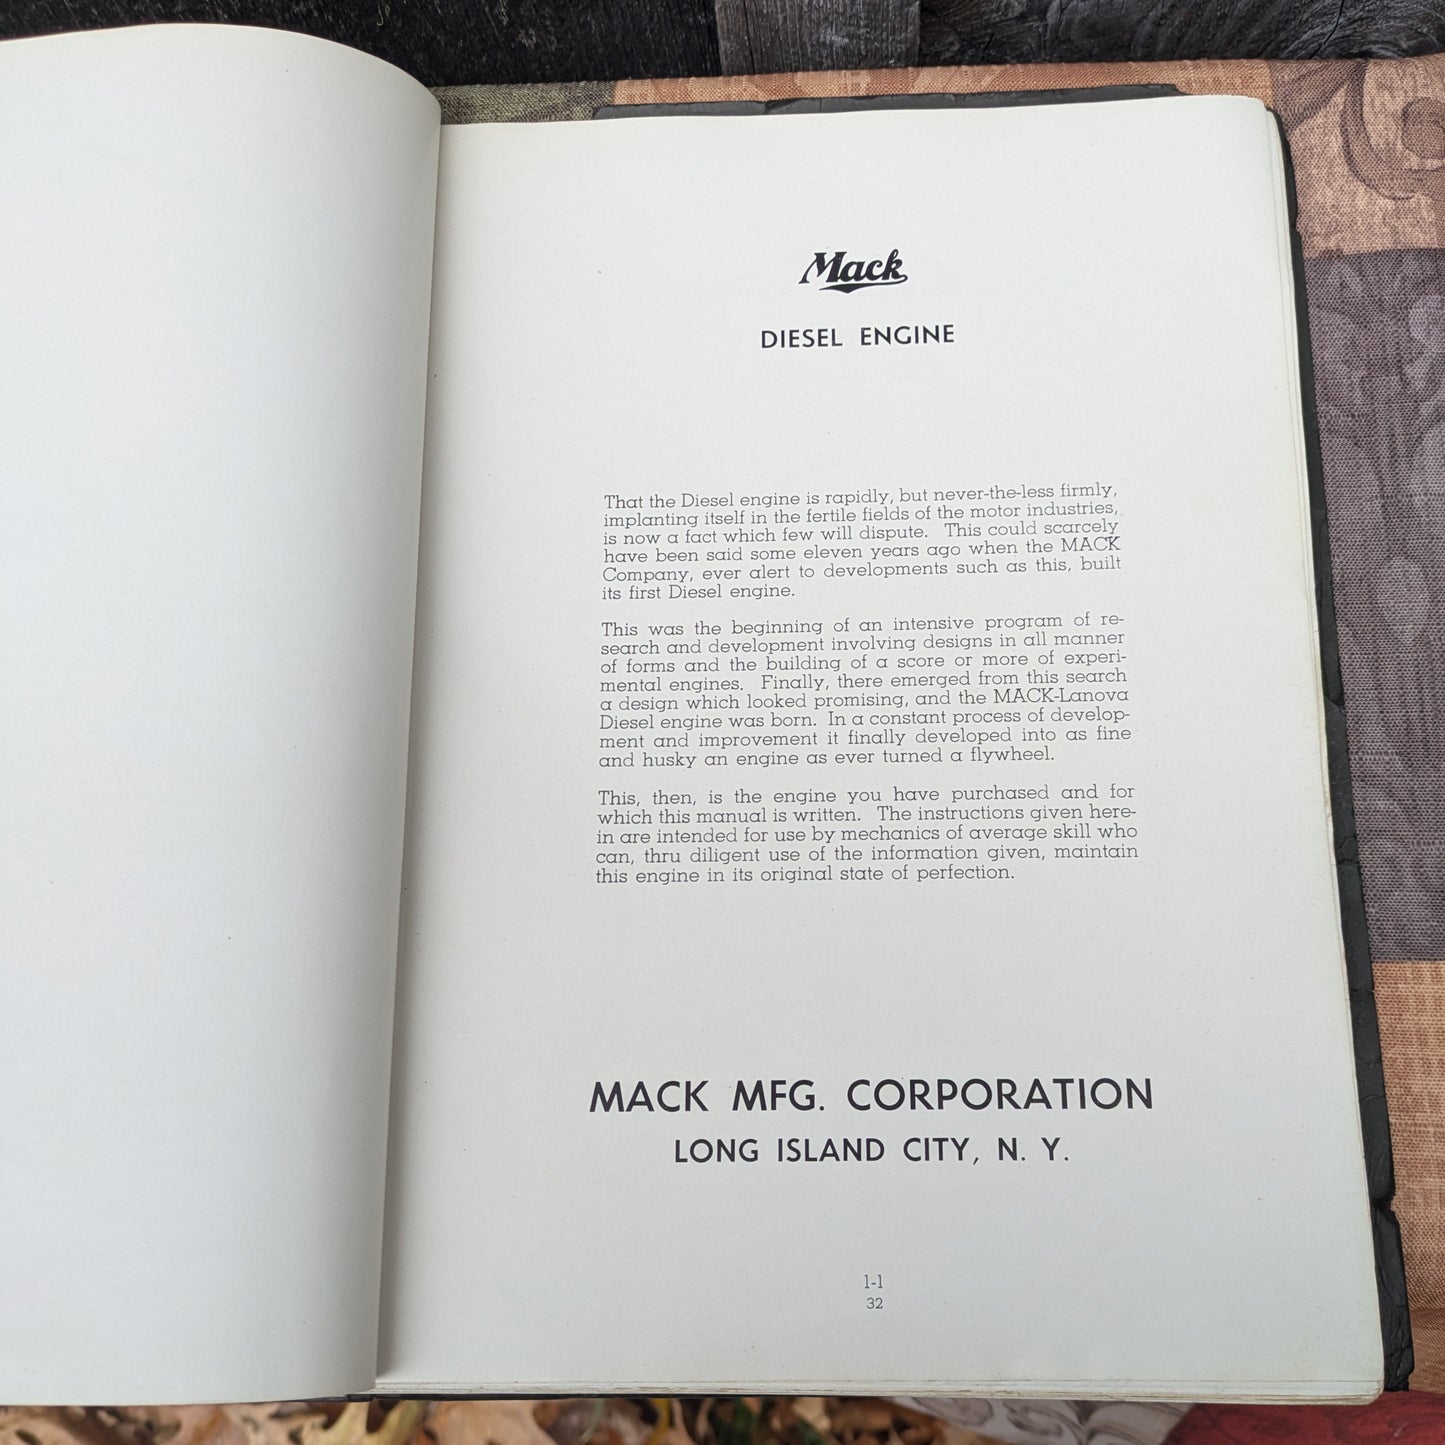 Mack
DIESEL ENGINE
That the Diesel engine is rapidly, but never-the-less firmly,
implanting itself in the fertile fields of the motor industries,
is now a fact which few will dispute. This could scarcely
have been said some eleven years ago when the MACK
Company, ever alert to developments such as this, built
its first Diesel engine.
This was the beginning of an intensive program of re-
search and development involving designs in all manner
of forms and the building of a score or more of experi-
mental engines. Finally, there emerged from this search
a design which looked promising, and the MACK-Lanova
Diesel engine was born. In a constant process of develop-
ment and improvement it finally developed into as fine
and husky an engine as ever turned a flywheel.
This, then, is the engine you have purchased and for
which this manual is written. The instructions given here-
in are intended for use by mechanics of average skill who
can, thru diligent use of the information given, maintain
this engine in its original state of perfection.
MACK MFG. CORPORATION
LONG ISLAND CITY, N. Y.
1-1
32